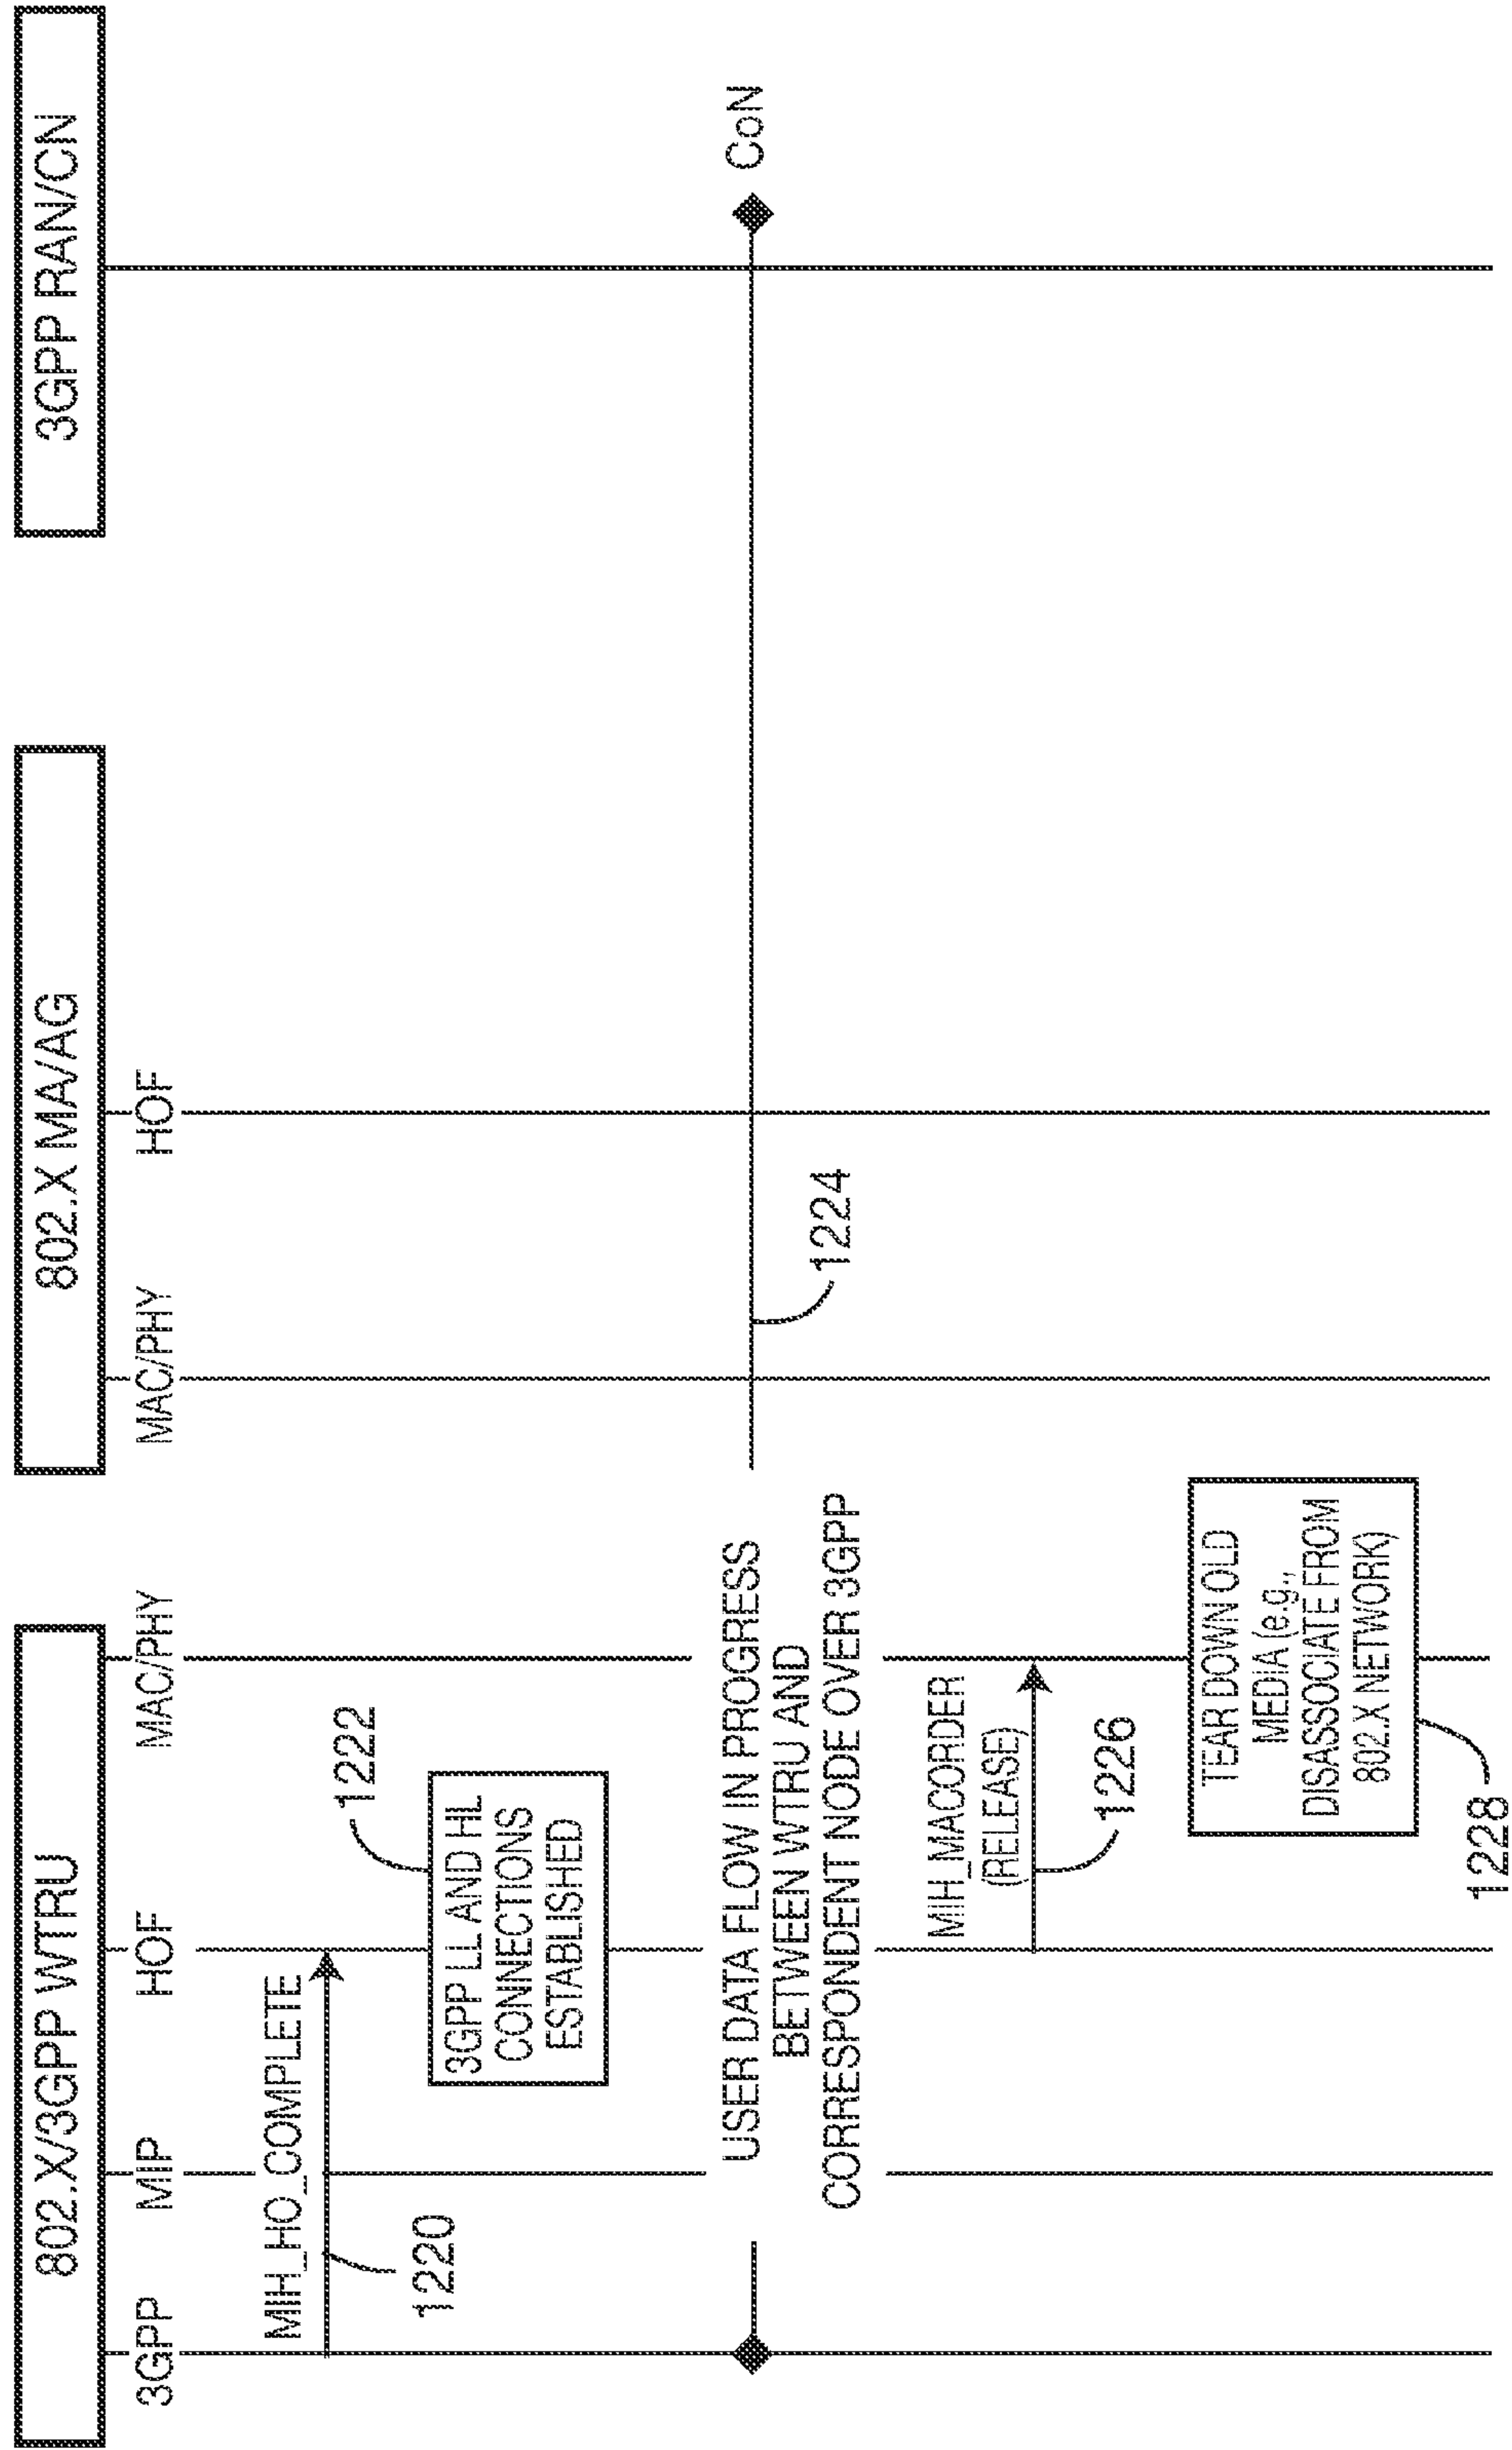 802.X/3GPP WTRU
802.X MA/AG
3GPP RAN/CN
3GPP
MIP
HOF
MAC/PHY
MAC/PHY
HOF
MIH_HO_COMPLETE
1220
1222
3GPP LL AND HL
CONNECTIONS
ESTABLISHED
USER DATA FLOW IN PROGRESS
BETWEEN WTRU AND
CORRESPONDENT NODE OVER 3GPP
1224
CoN
MIH_MACORDER
(RELEASE)
1226
TEAR DOWN OLD
MEDIA (e.g.,
DISASSOCIATE FROM
802.X NETWORK)
1228